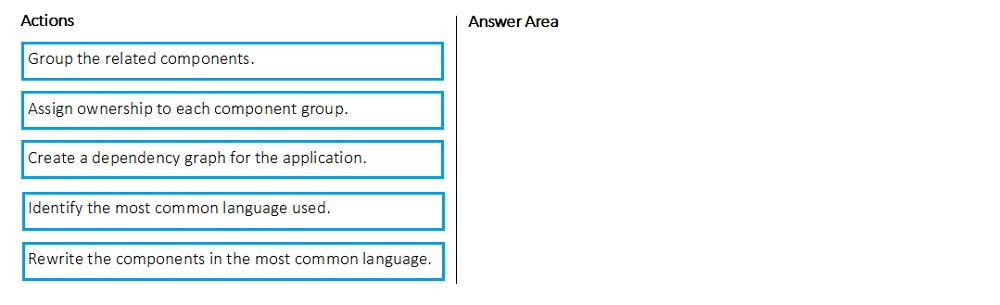 Actions
Answer Area
Group the related components.
Assign ownership to each component group.
Create a dependency graph for the application.
Identify the most common language used.
Rewrite the components in the most common language.